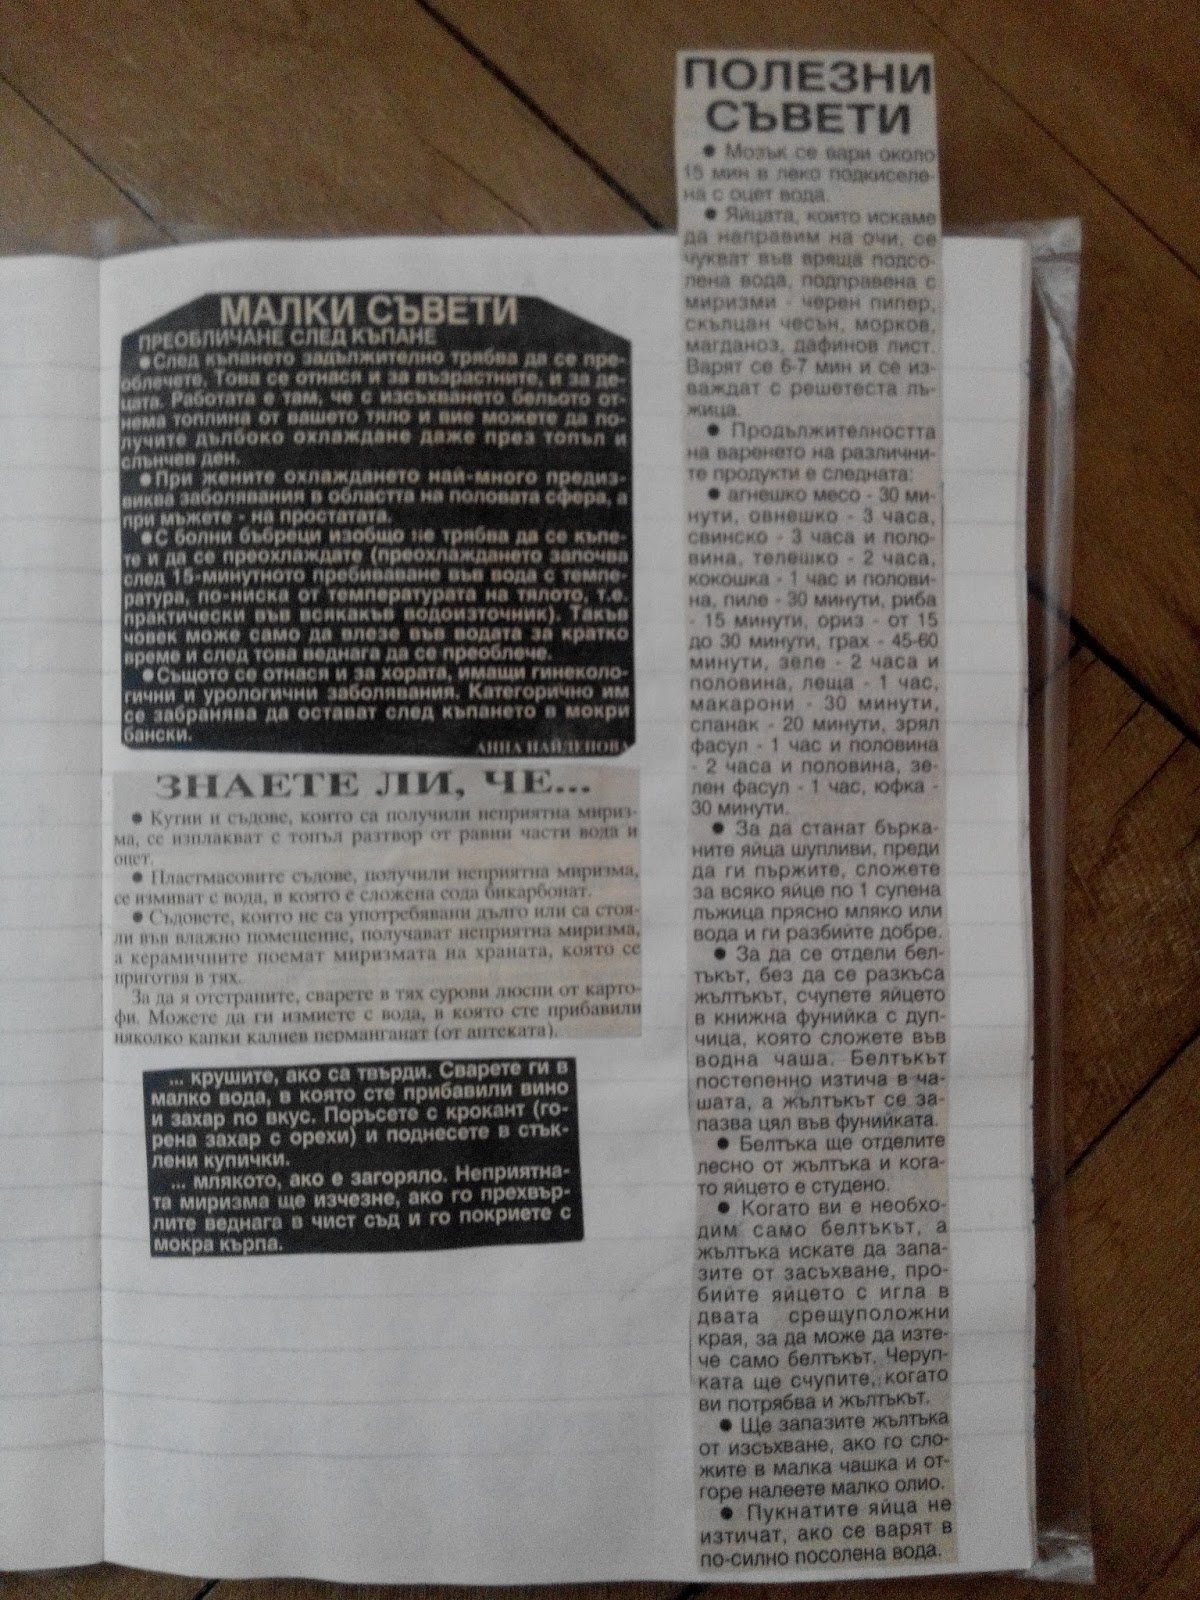 МАЛКИ СЪВЕТИ
ПРЕОБЛИЧАНЕ СЛЕД КЪПАНЕ
●След къпането задължително трябва да се пре-
облечете. Това се отнася и за възрастните, и за де-
цата. Работата е там, че с изсъхването бельото от-
нема топлина от вашето тяло и вие можете да по-
лучите дълбоко охлаждане даже през топъл и
слънчев ден.
●При жените охлаждането най-много предиз-
виква заболявания в областта на половата сфера, а
при мъжете - на простатата.
●С болни бъбреци изобщо не трябва да се къпе-
те и да се преохлаждате (преохлаждането започва
след 15-минутното пребиваване във вода с темпе-
ратура, по-ниска от температурата на тялото, т.е.
практически във всякакъв водоизточник). Такъв
човек може само да влезе във водата за кратко
време и след това веднага да се преоблече.
●Същото се отнася и за хората, имащи гинеколо-
гични и урологични заболявания. Категорично им
се забранява да остават след къпането в мокри
бански.
АННА НАЙДЕНОВА
ЗНАЕТЕ ЛИ, ЧЕ...
● Кутии и съдове, които са получили неприятна мириз-
ма, се изплакват с топъл разтвор от равни части вода и
оцет.
● Пластмасовите съдове, получили неприятна миризма,
се измиват с вода, в която е сложена сода бикарбонат.
● Съдовете, които не са употребявани дълго или са стоя-
ли във влажно помещение, получават неприятна миризма,
а керамичните поемат миризмата на храната, която се
приготвя в тях.
За да я отстраните, сварете в тях сурови люспи от карто-
фи. Можете да ги измиете с вода, в която сте прибавили
няколко капки калиев перманганат (от аптеката).
... крушите, ако са твърди. Сварете ги в
малко вода, в която сте прибавили вино
и захар по вкус. Поръсете с крокант (го-
рена захар с орехи) и поднесете в стък-
лени купички.
... млякото, ако е загоряло. Неприятна-
та миризма ще изчезне, ако го прехвър-
лите веднага в чист съд и го покриете с
мокра кърпа.
ПОЛЕЗНИ
СЪВЕТИ
● Мозък се вари около
15 мин в леко подкиселе-
на с оцет вода.
● Яйцата, които искаме
да направим на очи, се
чукват във вряща подсо-
лена вода, подправена с
миризми - черен пипер,
скълцан чесън, морков,
магданоз, дафинов лист.
Варят се 6-7 мин и се из-
важдат с решетеста лъ-
жица.
● Продължителността
на варенето на различни-
те продукти е следната:
● агнешко месо - 30 ми-
нути, овнешко - 3 часа,
свинско - 3 часа и поло-
вина, телешко - 2 часа,
кокошка - 1 час и полови-
на, пиле - 30 минути, риба
- 15 минути, ориз - от 15
до 30 минути, грах - 45-60
минути, зеле - 2 часа и
половина, леща - 1 час,
макарони - 30 минути,
спанак - 20 минути, зрял
фасул - 1 час и половина
- 2 часа и половина, зе-
лен фасул - 1 час, юфка -
30 минути.
● За да станат бърка-
ните яйца шупливи, преди
да ги пържите, сложете
за всяко яйце по 1 супена
лъжица прясно мляко или
вода и ги разбийте добре.
● За да се отдели бел-
тъкът, без да се разкъса
жълтъкът, счупете яйцето
в книжна фунийка с дуп-
чица, която сложете във
водна чаша. Белтъкът
постепенно изтича в ча-
шата, а жълтъкът се за-
пазва цял във фунийката.
● Белтъка ще отделите
лесно от жълтъка и кога-
то яйцето е студено.
● Когато ви е необхо-
дим само белтъкът, а
жълтъка искате да запа-
зите от засъхване, про-
бийте яйцето с игла в
двата срещуположни
края, за да може да изте-
че само белтъкът. Черуп-
ката ще счупите, когато
ви потрябва и жълтъкът.
● Ще запазите жълтъка
от изсъхване, ако го сло-
жите в малка чашка и от-
горе налеете малко олио.
● Пукнатите яйца не
изтичат, ако се варят в
по-силно посолена вода.